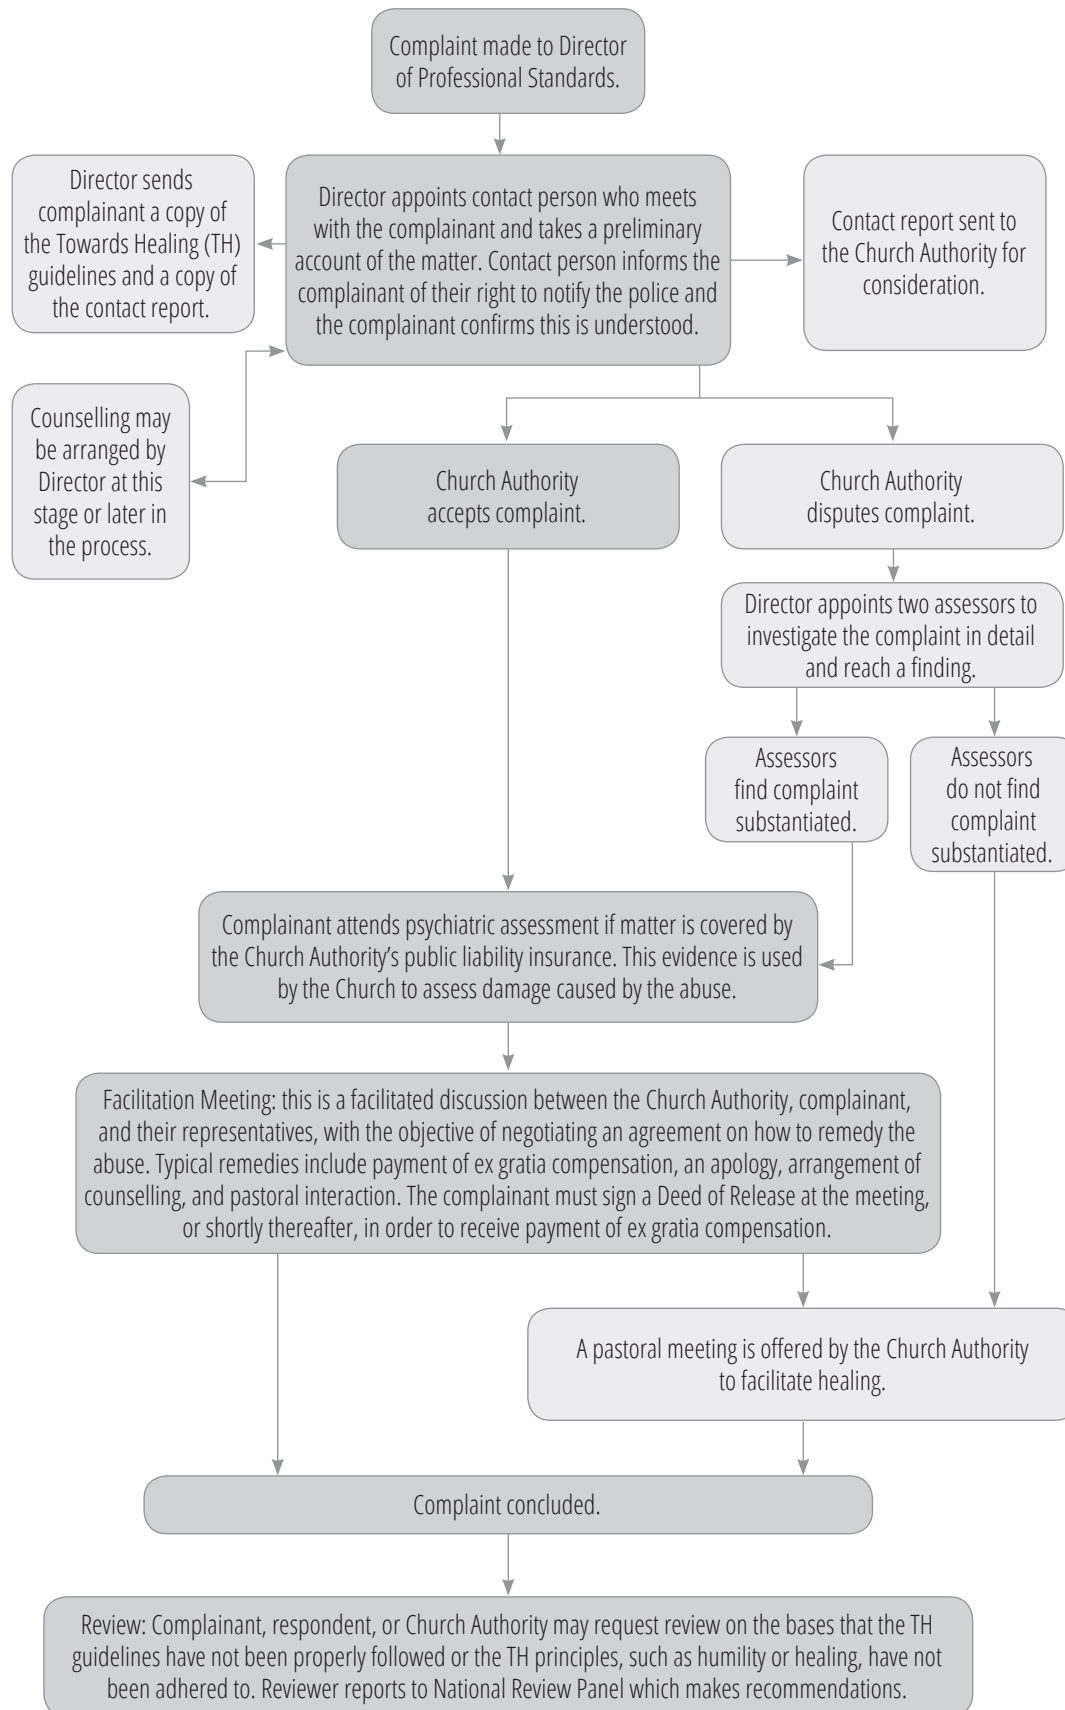 Complaint made to Director
of Professional Standards.
Director sends
complainant a copy of
the Towards Healing (TH)
guidelines and a copy of
the contact report.
Director appoints contact person who meets
with the complainant and takes a preliminary
account of the matter. Contact person informs the
complainant of their right to notify the police and
the complainant confirms this is understood.
Contact report sent to
the Church Authority for
consideration.
Counselling may
be arranged by
Director at this
stage or later in
the process.
Church Authority
accepts complaint.
Church Authority
disputes complaint.
Director appoints two assessors to
investigate the complaint in detail
and reach a finding.
Assessors
find complaint
substantiated.
Assessors
do not find
complaint
substantiated.
Complainant attends psychiatric assessment if matter is covered by
the Church Authority’s public liability insurance. This evidence is used
by the Church to assess damage caused by the abuse.
Facilitation Meeting: this is a facilitated discussion between the Church Authority, complainant,
and their representatives, with the objective of negotiating an agreement on how to remedy the
abuse. Typical remedies include payment of ex gratia compensation, an apology, arrangement of
counselling, and pastoral interaction. The complainant must sign a Deed of Release at the meeting,
or shortly thereafter, in order to receive payment of ex gratia compensation.
A pastoral meeting is offered by the Church Authority
to facilitate healing.
Complaint concluded.
Review: Complainant, respondent, or Church Authority may request review on the bases that the TH
guidelines have not been properly followed or the TH principles, such as humility or healing, have not
been adhered to. Reviewer reports to National Review Panel which makes recommendations.